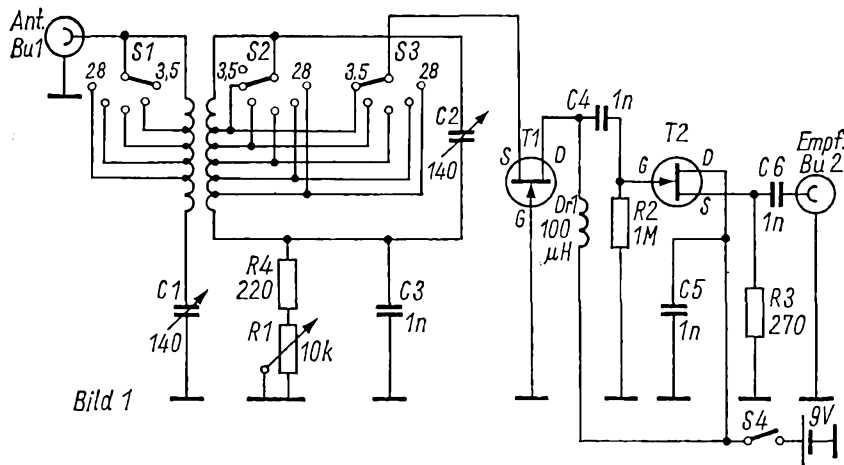 Ant.
Bu1
S1
28
3,5
S2
3,5
28
S3
3,5
28
C2
140
C1
140
R4
220
R1
10k
C3
1n
T1
S
D
G
C4
1n
Dr1
100
µH
R2
1M
T2
G
D
S
C5
1n
C6
1n
Empf.
Bu2
R3
270
S4
9V
Bild 1